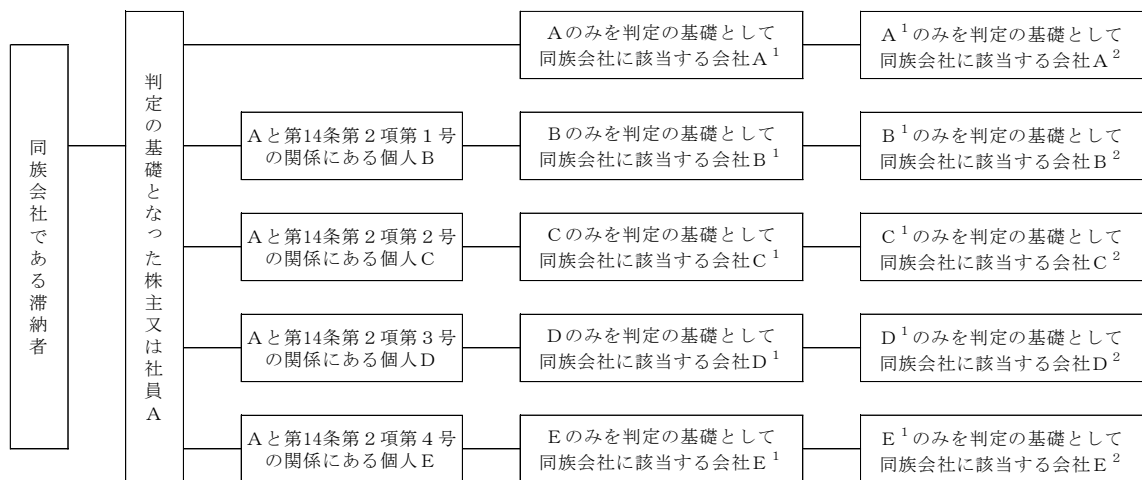 同族会社である滞納者
判定の基礎となった株主又は社員A
Aのみを判定の基礎として
同族会社に該当する会社A¹
A¹のみを判定の基礎として
同族会社に該当する会社A²
Aと第14条第2項第1号
の関係にある個人B
Bのみを判定の基礎として
同族会社に該当する会社B¹
B¹のみを判定の基礎として
同族会社に該当する会社B²
Aと第14条第2項第2号
の関係にある個人C
Cのみを判定の基礎として
同族会社に該当する会社C¹
C¹のみを判定の基礎として
同族会社に該当する会社C²
Aと第14条第2項第3号
の関係にある個人D
Dのみを判定の基礎として
同族会社に該当する会社D¹
D¹のみを判定の基礎として
同族会社に該当する会社D²
Aと第14条第2項第4号
の関係にある個人E
Eのみを判定の基礎として
同族会社に該当する会社E¹
E¹のみを判定の基礎として
同族会社に該当する会社E²